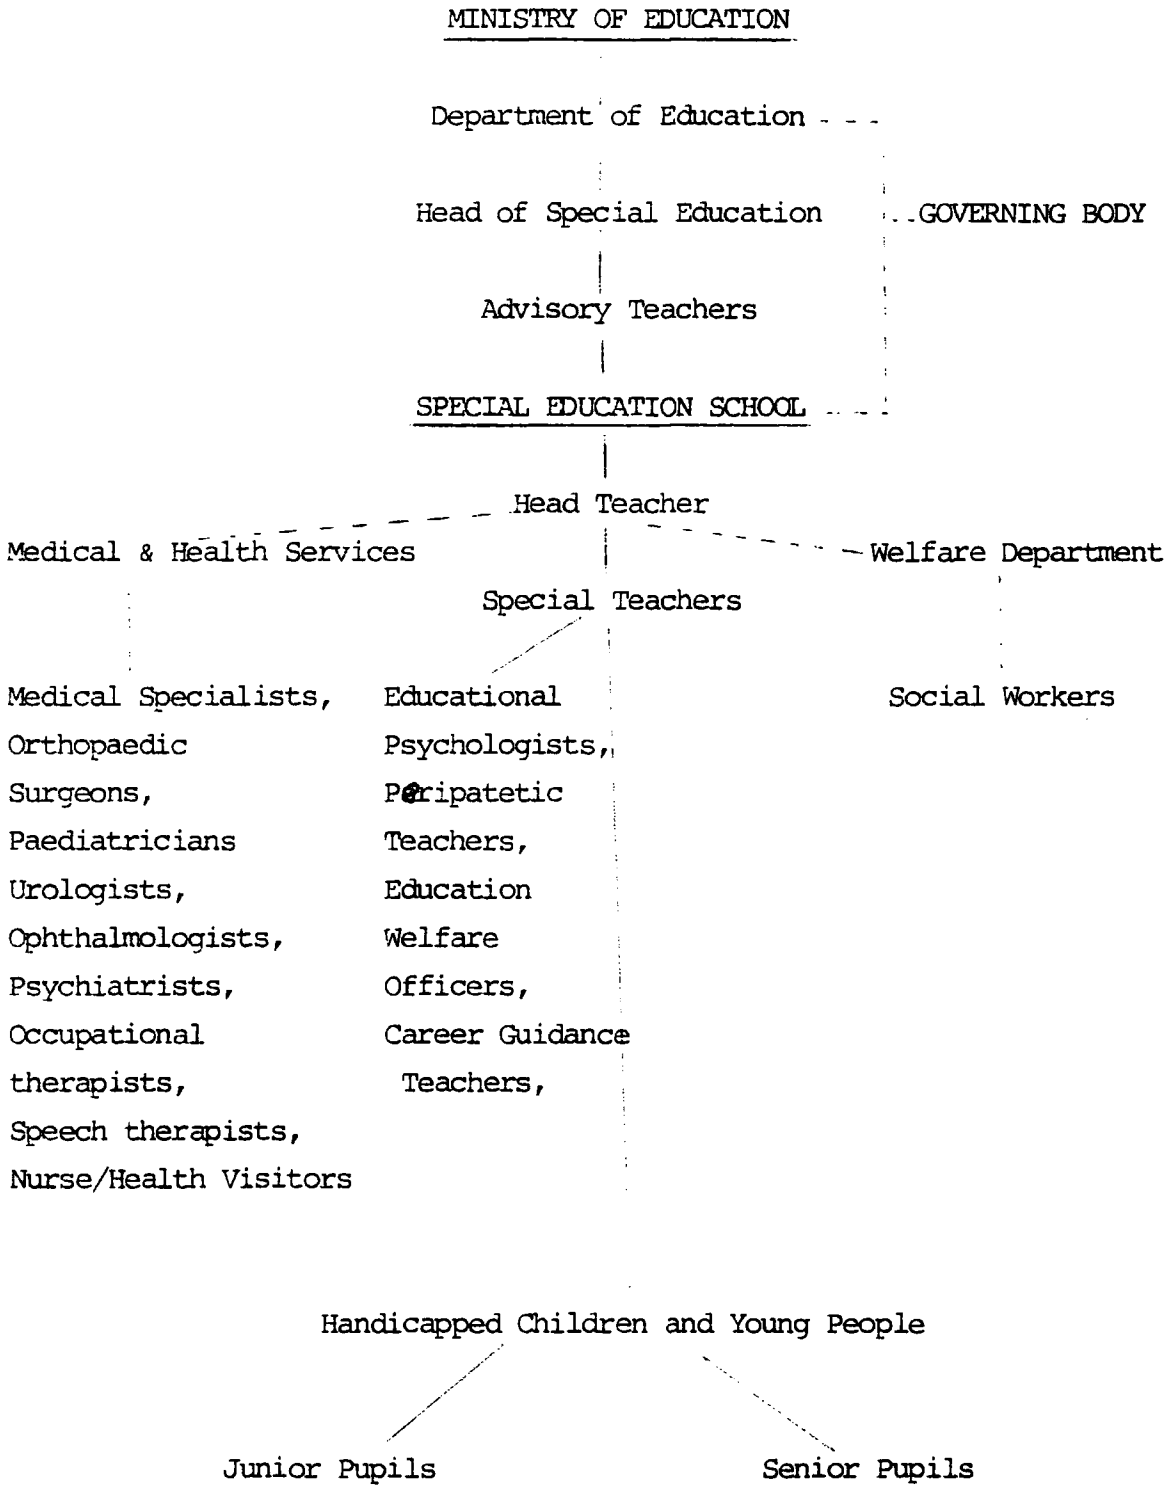 MINISTRY OF EDUCATION
Department of Education
Head of Special Education
GOVERNING BODY
Advisory Teachers
SPECIAL EDUCATION SCHOOL
Head Teacher
Medical & Health Services
Welfare Department
Special Teachers
Medical Specialists,
Orthopaedic
Surgeons,
Paediatricians
Urologists,
Ophthalmologists,
Psychiatrists,
Occupational
therapists,
Speech therapists,
Nurse/Health Visitors
Educational
Psychologists,
Peripatetic
Teachers,
Education
Welfare
Officers,
Career Guidance
Teachers,
Social Workers
Handicapped Children and Young People
Junior Pupils
Senior Pupils